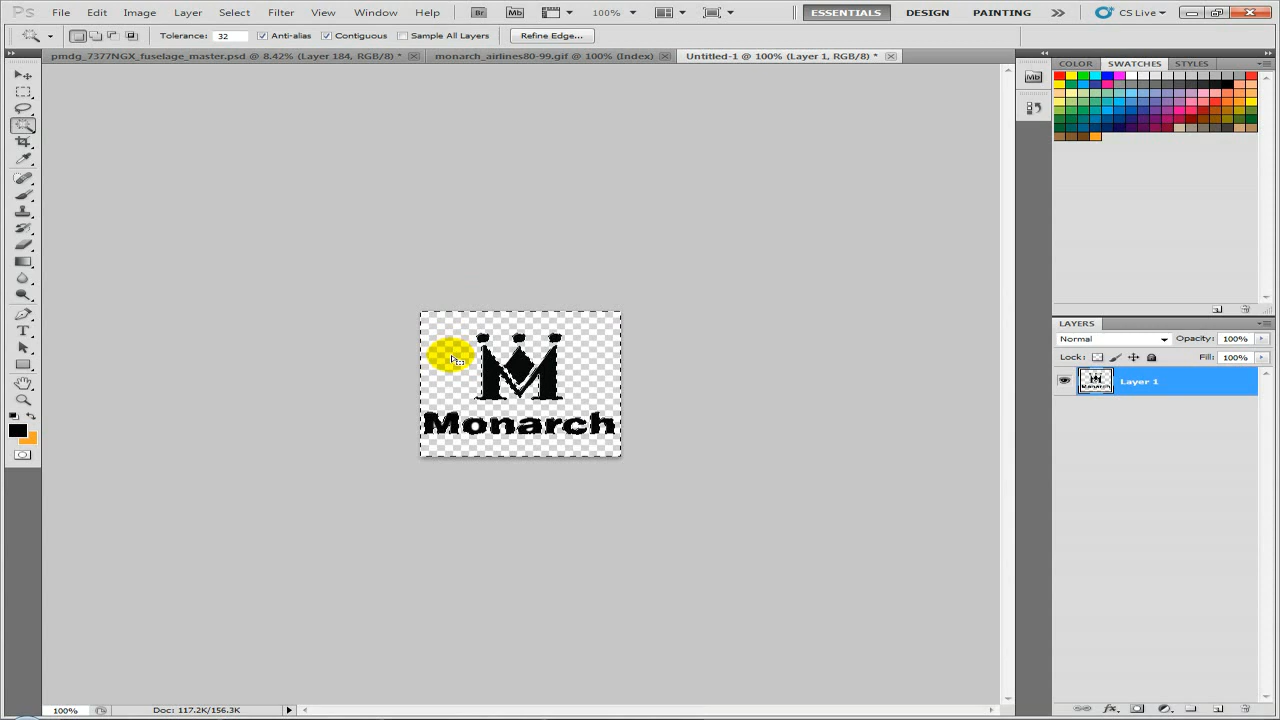 Ps File Edit Image Layer Select Filter View Window Help Br Mb 100% ESSENTIALS DESIGN PAINTING CS Live
Tolerance: 32 Anti-alias Contiguous Sample All Layers Refine Edge...
pmdg_7377NGX_fuselage_master.psd @ 8.42% (Layer 184, RGB/8) * monarch_airlines80-99.gif @ 100% (Index) Untitled-1 @ 100% (Layer 1, RGB/8) *
COLOR SWATCHES STYLES
Mb
LAYERS
Normal Opacity: 100%
Lock: Fill: 100%
Layer 1
Monarch
100% Doc: 117.2K/156.3K